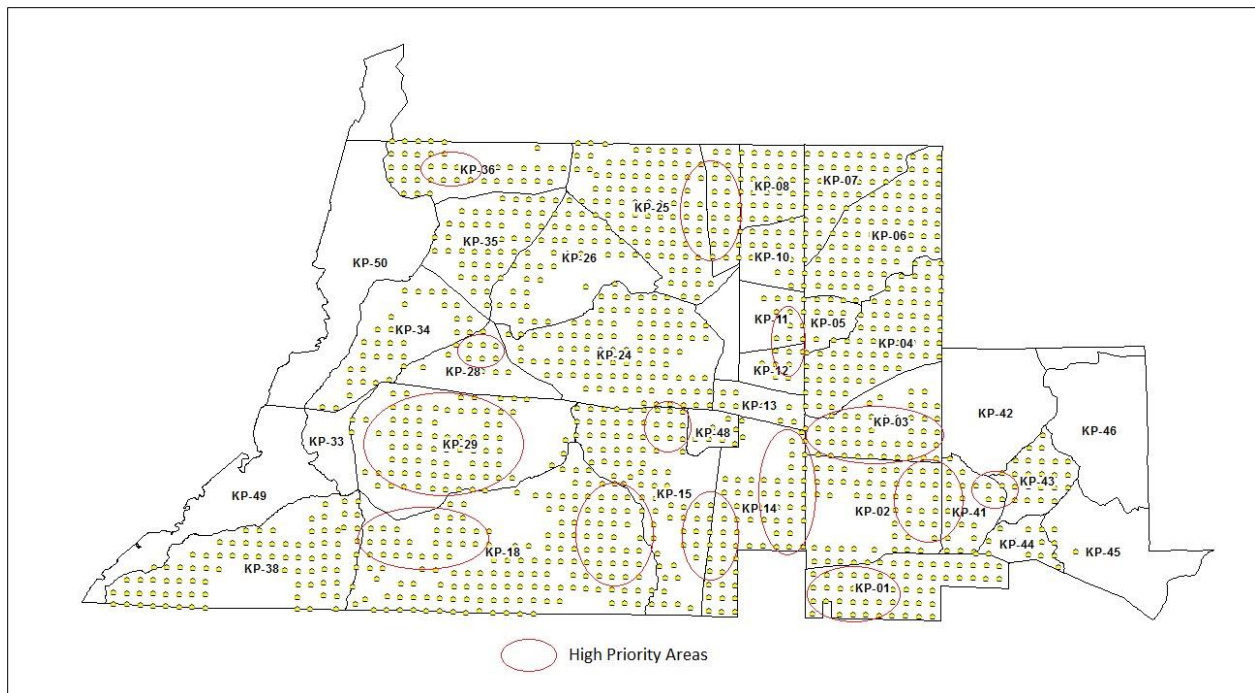 KP-36
KP-08
KP-07
KP-25
KP-06
KP-35
KP-26
KP-10
KP-50
KP-11
KP-05
KP-34
KP-04
KP-24
KP-28
KP-12
KP-13
KP-42
KP-03
KP-46
KP-48
KP-33
KP-29
KP-43
KP-49
KP-15
KP-14
KP-02
KP-41
KP-44
KP-45
KP-18
KP-38
KP-01
High Priority Areas